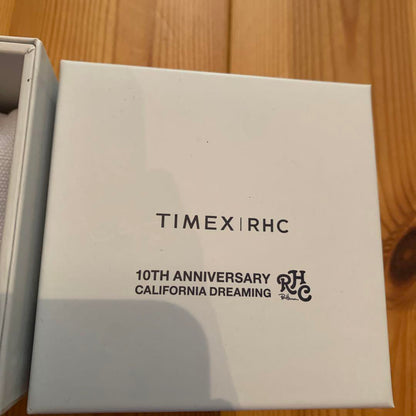 TIMEX|RHC
10TH ANNIVERSARY
CALIFORNIA DREAMING
RHC